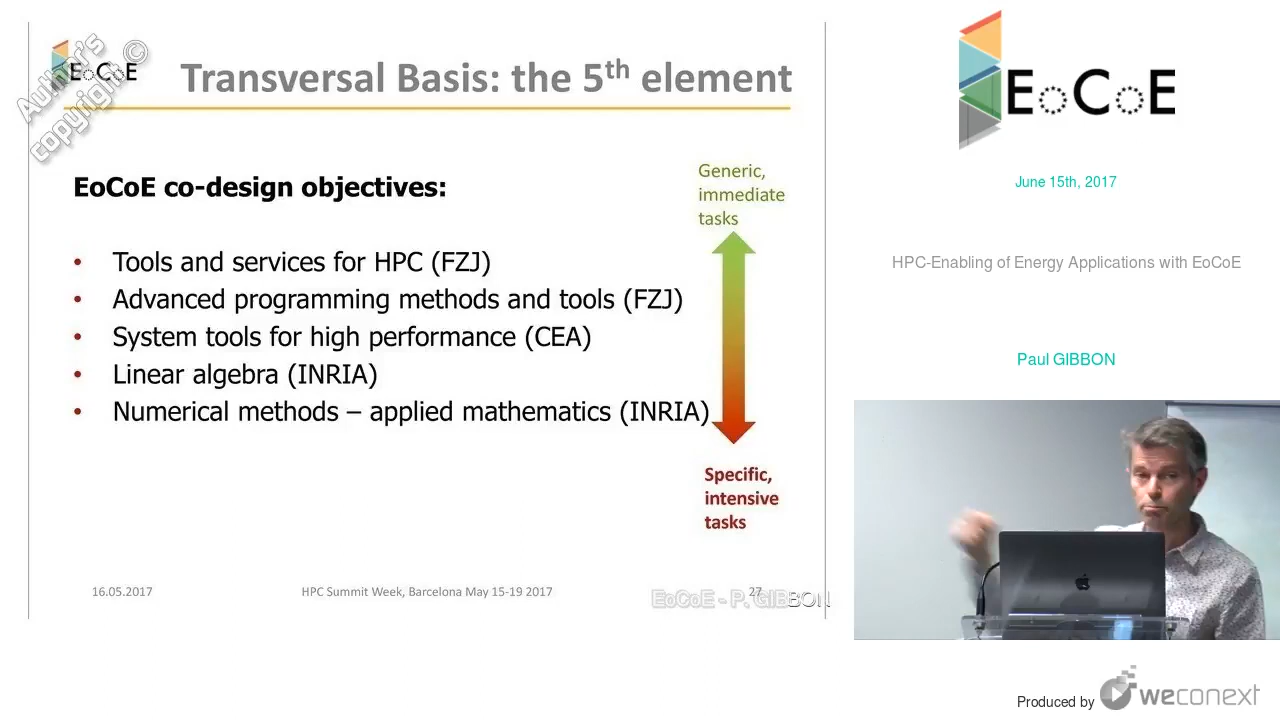 Author's ©
copyright
EoCoE
Transversal Basis: the 5th element
EoCoE co-design objectives:
• Tools and services for HPC (FZJ)
• Advanced programming methods and tools (FZJ)
• System tools for high performance (CEA)
• Linear algebra (INRIA)
• Numerical methods – applied mathematics (INRIA)
Generic,
immediate
tasks
Specific,
intensive
tasks
16.05.2017
HPC Summit Week, Barcelona May 15-19 2017
27
EoCoE - P. GIBBON
EoCoE
June 15th, 2017
HPC-Enabling of Energy Applications with EoCoE
Paul GIBBON
Produced by
weconext